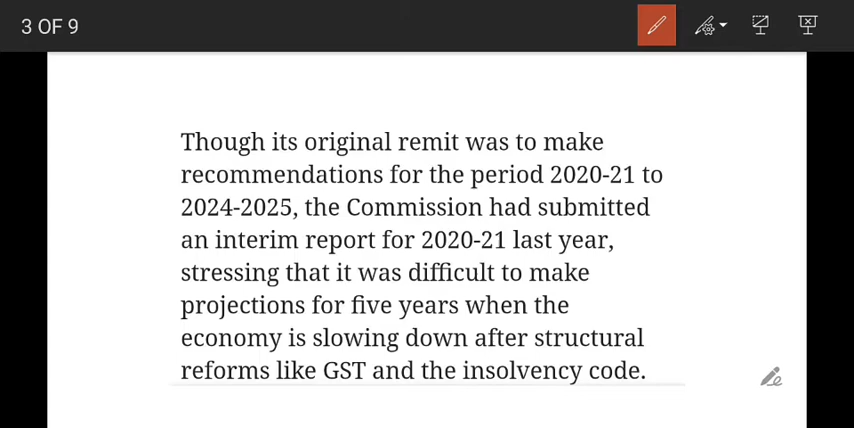 3 OF 9
Though its original remit was to make
recommendations for the period 2020-21 to
2024-2025, the Commission had submitted
an interim report for 2020-21 last year,
stressing that it was difficult to make
projections for five years when the
economy is slowing down after structural
reforms like GST and the insolvency code.